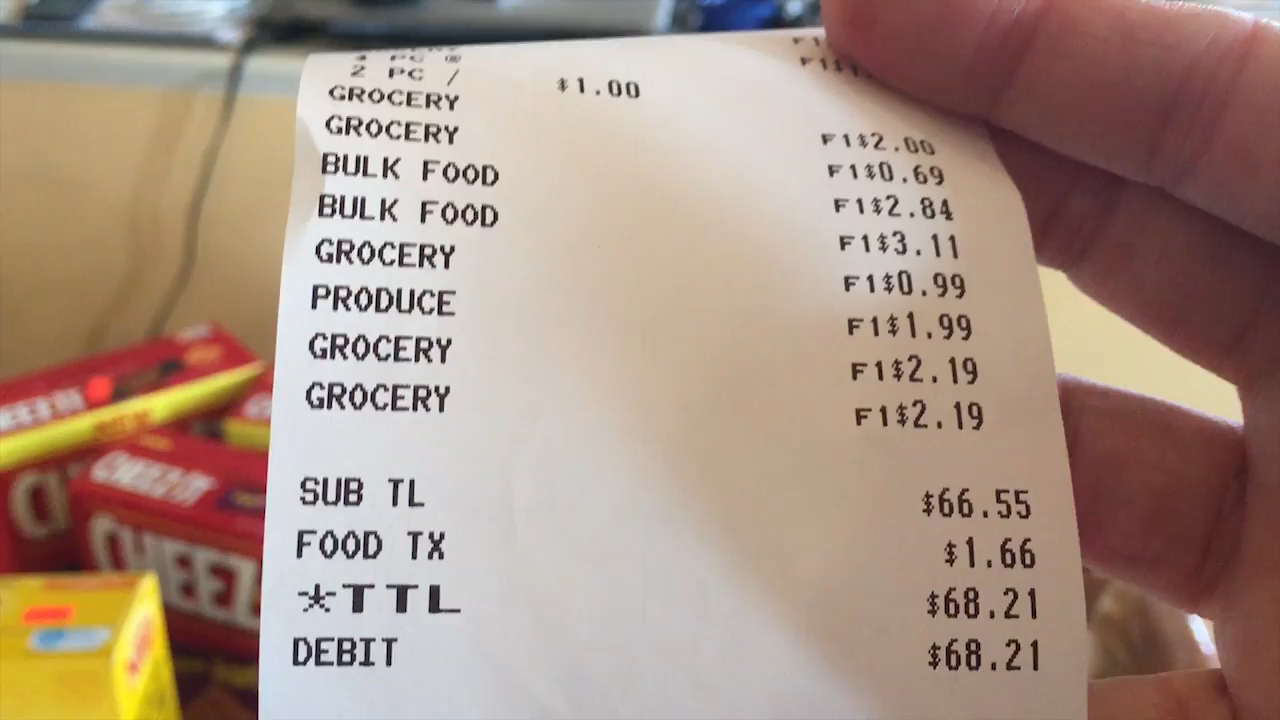 2 PC / $1.00
GROCERY F1$2.00
GROCERY F1$0.69
BULK FOOD F1$2.84
BULK FOOD F1$3.11
GROCERY F1$0.99
PRODUCE F1$1.99
GROCERY F1$2.19
GROCERY F1$2.19
SUB TL $66.55
FOOD TX $1.66
*TTL $68.21
DEBIT $68.21
CHEEZ-IT